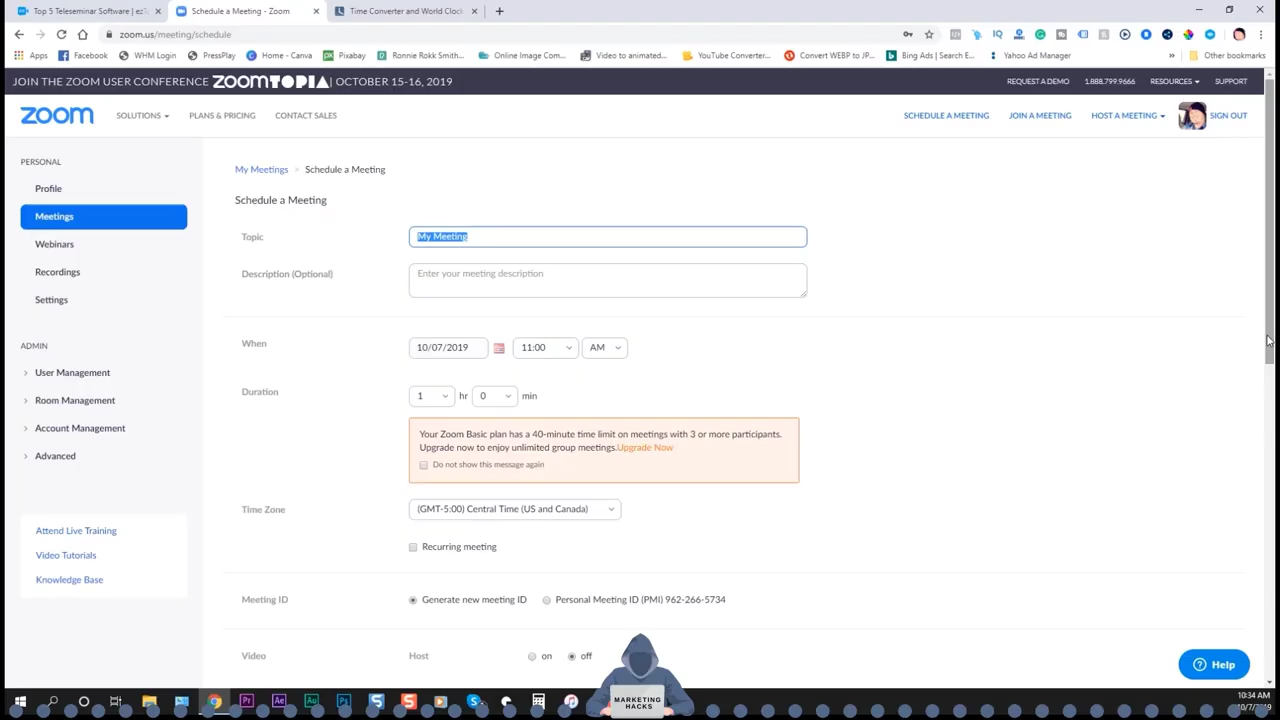 Top 5 Teleseminar Software | ezTa
Schedule a Meeting - Zoom
Time Converter and World Clock
zoom.us/meeting/schedule
Apps
Facebook
WHM Login
PressPlay
Home - Canva
Pixabay
Ronnie Rokk Smith...
Online Image Com...
Video to animated...
YouTube Converter...
Convert WEBP to JP...
Bing Ads | Search E...
Yahoo Ad Manager
Other bookmarks
JOIN THE ZOOM USER CONFERENCE ZOOMTOPIA | OCTOBER 15-16, 2019
REQUEST A DEMO
1.888.799.9666
RESOURCES
SUPPORT
zoom
SOLUTIONS
PLANS & PRICING
CONTACT SALES
SCHEDULE A MEETING
JOIN A MEETING
HOST A MEETING
SIGN OUT
PERSONAL
Profile
Meetings
Webinars
Recordings
Settings
ADMIN
User Management
Room Management
Account Management
Advanced
Attend Live Training
Video Tutorials
Knowledge Base
My Meetings > Schedule a Meeting
Schedule a Meeting
Topic
My Meeting
Description (Optional)
Enter your meeting description
When
10/07/2019
11:00
AM
Duration
1 hr 0 min
Your Zoom Basic plan has a 40-minute time limit on meetings with 3 or more participants.
Upgrade now to enjoy unlimited group meetings.Upgrade Now
Do not show this message again
Time Zone
(GMT-5:00) Central Time (US and Canada)
Recurring meeting
Meeting ID
Generate new meeting ID
Personal Meeting ID (PMI) 962-266-5734
Video
Host
on
off
Help
MARKETING
HACKS
10:34 AM
10/7/2019